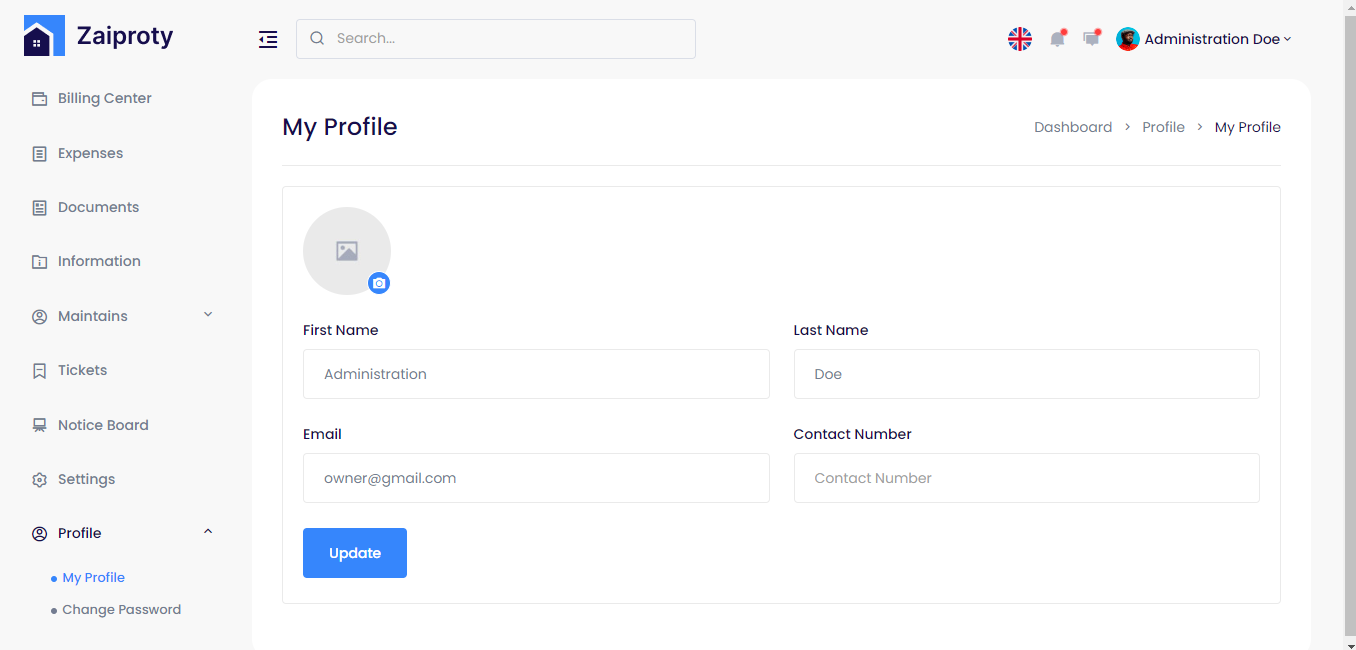 Zaiproty
Search...
Administration Doe
Billing Center
Expenses
Documents
Information
Maintains
Tickets
Notice Board
Settings
Profile
My Profile
Change Password
My Profile
Dashboard > Profile > My Profile
First Name
Last Name
Administration
Doe
Email
Contact Number
owner@gmail.com
Contact Number
Update